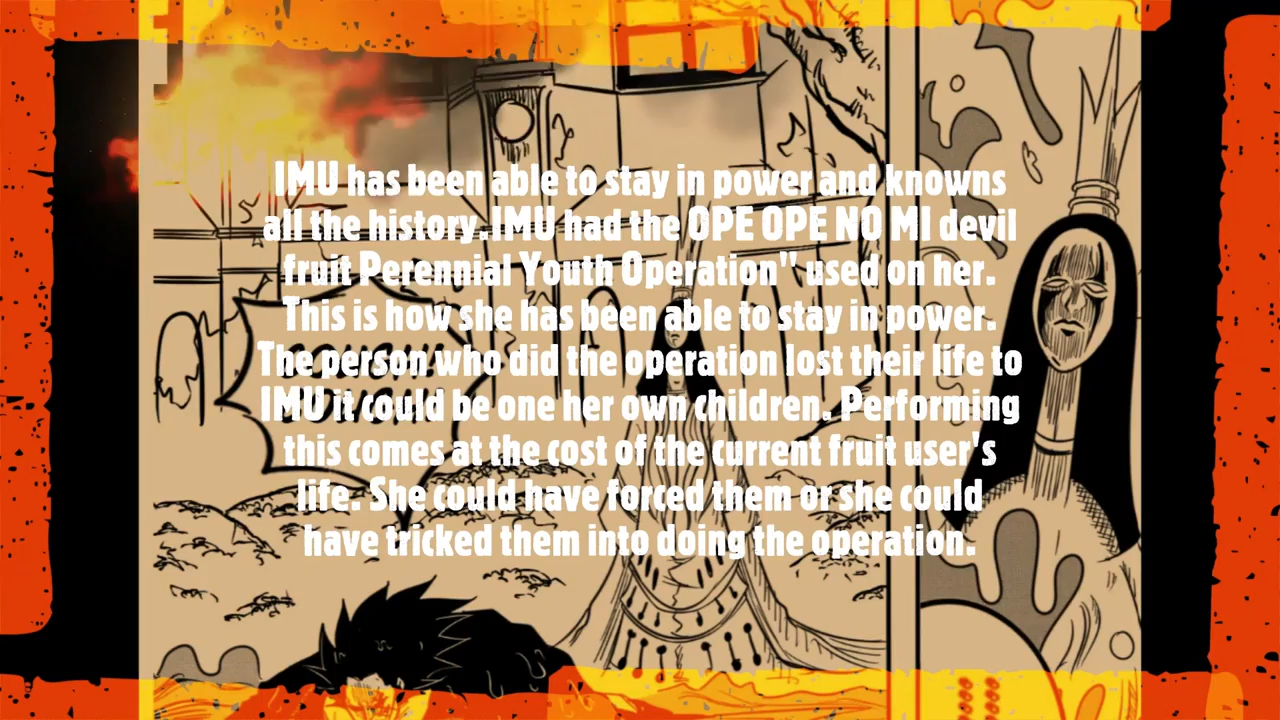 IMU has been able to stay in power and knowns
all the history.IMU had the OPE OPE NO MI devil
fruit Perennial Youth Operation" used on her.
This is how she has been able to stay in power.
The person who did the operation lost their life to
IMU it could be one her own children. Performing
this comes at the cost of the current fruit user's
life. She could have forced them or she could
have tricked them into doing the operation.